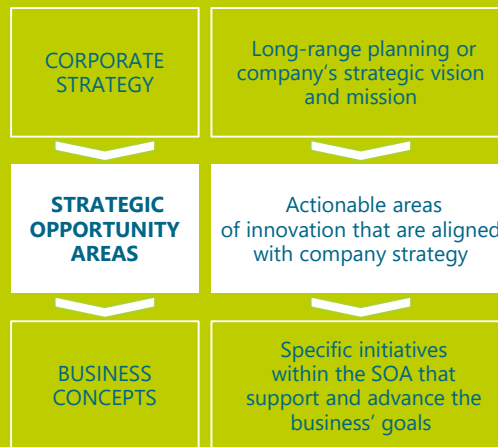 CORPORATE
STRATEGY
Long-range planning or
company's strategic vision
and mission
STRATEGIC
OPPORTUNITY
AREAS
Actionable areas
of innovation that are aligned
with company strategy
BUSINESS
CONCEPTS
Specific initiatives
within the SOA that
support and advance the
business' goals